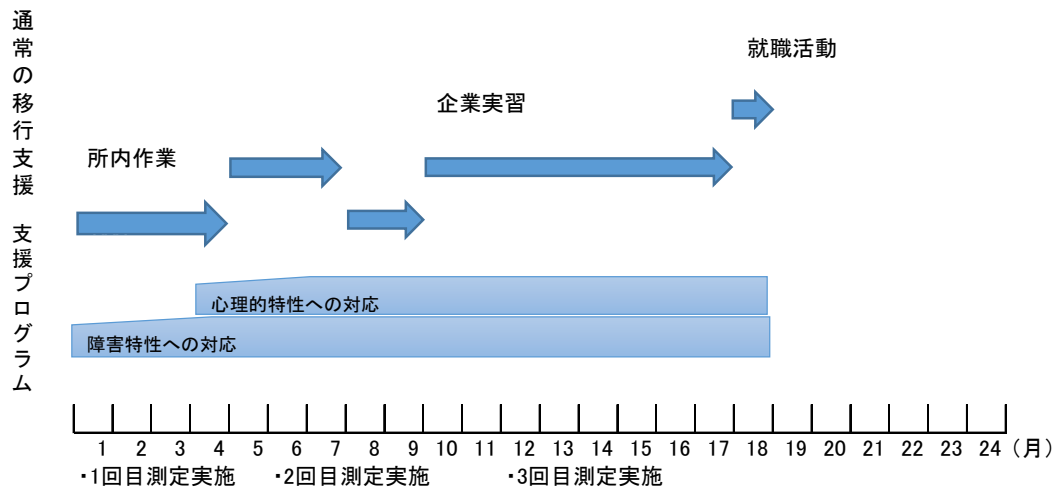 通常の移行支援
支援プログラム
就職活動
企業実習
所内作業
心理的特性への対応
障害特性への対応
1 2 3 4 5 6 7 8 9 10 11 12 13 14 15 16 17 18 19 20 21 22 23 24 (月)
・1回目測定実施 ・2回目測定実施 ・3回目測定実施